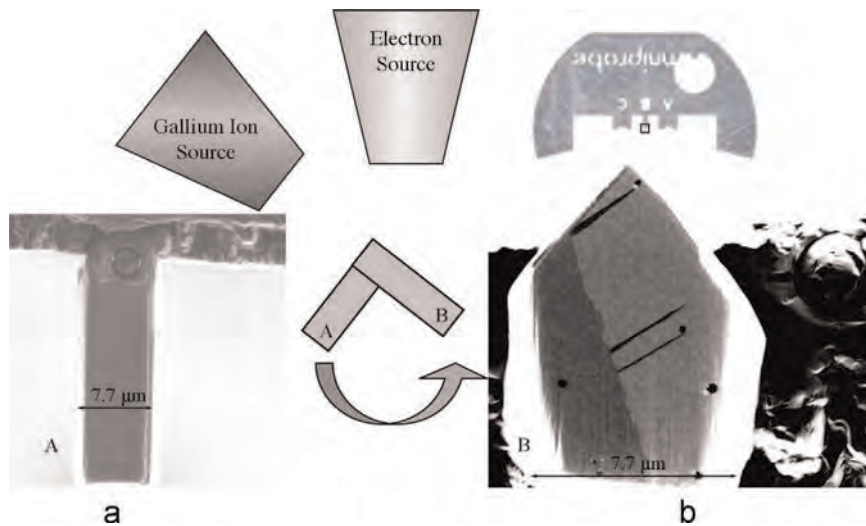 Electron
Source
Gallium Ion
Source
omniprobe
C B A
A
B
7.7 μm
A
7.7 μm
B
a
b